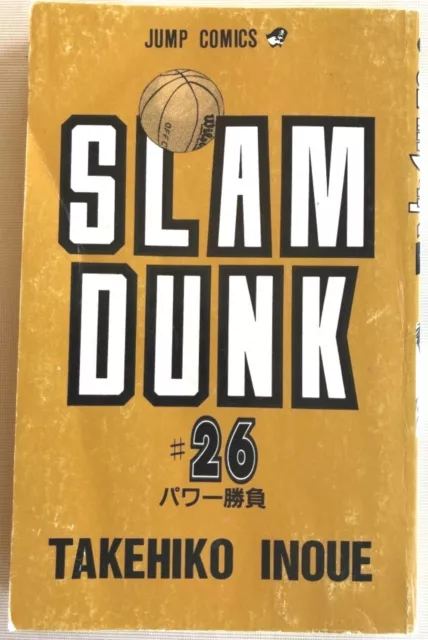 JUMP COMICS
SLAM
DUNK
#26
パワー勝負
TAKEHIKO INOUE